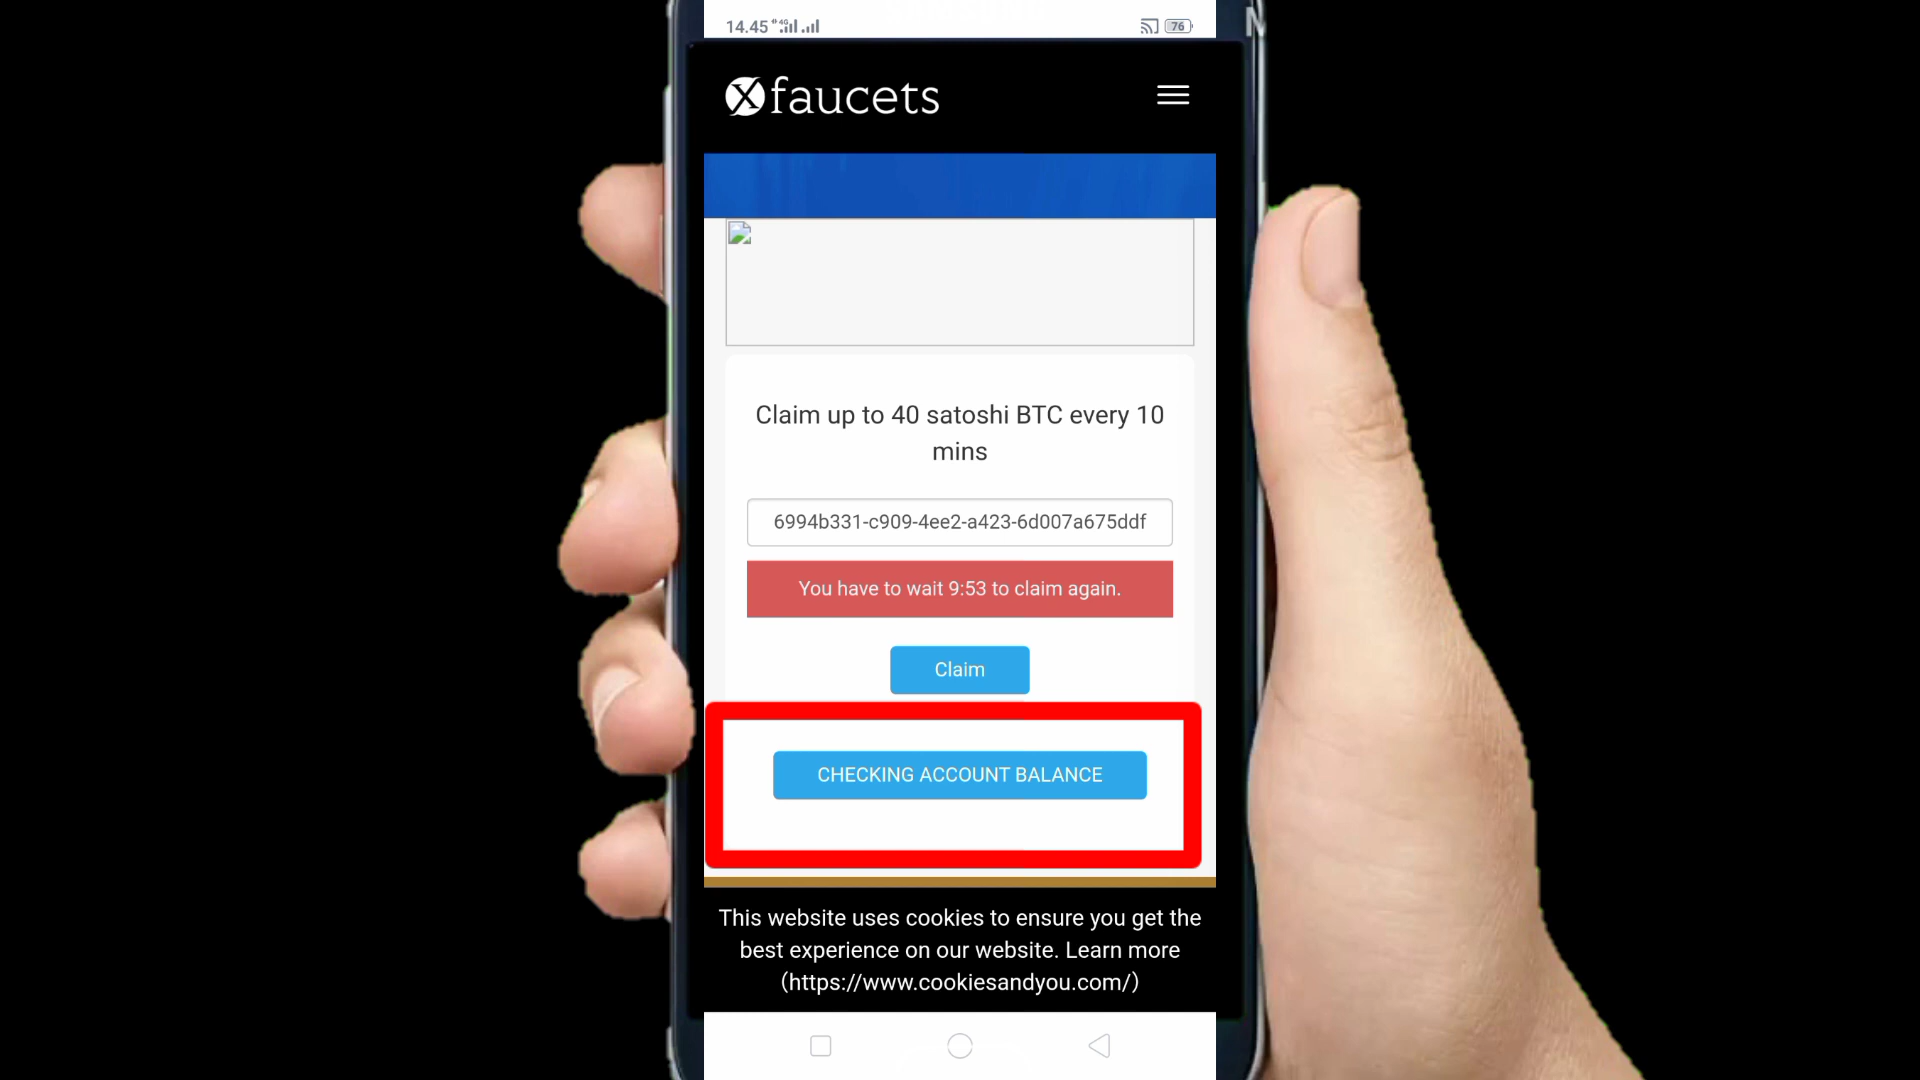 14.45
76
faucets
Claim up to 40 satoshi BTC every 10
mins
6994b331-c909-4ee2-a423-6d007a675ddf
You have to wait 9:53 to claim again.
Claim
CHECKING ACCOUNT BALANCE
This website uses cookies to ensure you get the
best experience on our website. Learn more
(https://www.cookiesandyou.com/)